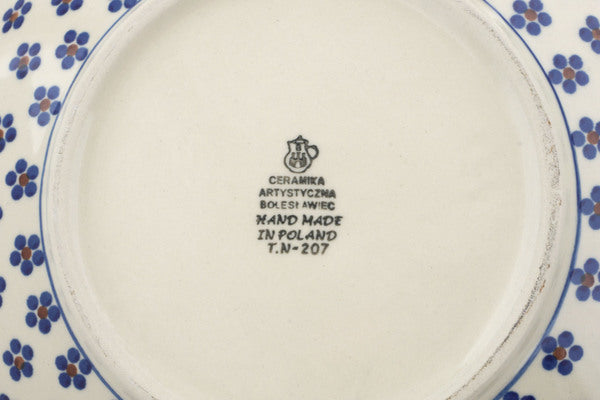 CERAMIKA
ARTYSTYCZNA
BOLESŁAWIEC
HAND MADE
IN POLAND
T.N-207